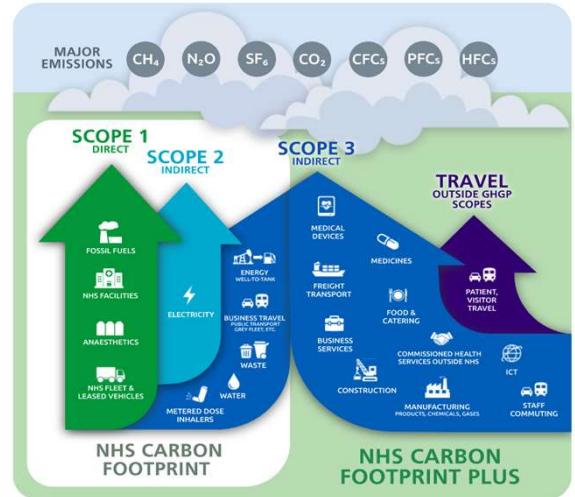 MAJOR
EMISSIONS
CH₄
N₂O
SF₆
CO₂
CFCs
PFCs
HFCs
SCOPE 1
DIRECT
SCOPE 2
INDIRECT
SCOPE 3
INDIRECT
TRAVEL
OUTSIDE GHGP
SCOPES
FOSSIL FUELS
NHS FACILITIES
ANAESTHETICS
NHS FLEET &
LEASED VEHICLES
ELECTRICITY
ENERGY
WELL-TO-TANK
BUSINESS TRAVEL
PUBLIC TRANSPORT
GREY FLEET, ETC.
WASTE
WATER
METERED DOSE
INHALERS
MEDICAL
DEVICES
MEDICINES
FREIGHT
TRANSPORT
FOOD &
CATERING
BUSINESS
SERVICES
COMMISSIONED HEALTH
SERVICES OUTSIDE NHS
CONSTRUCTION
MANUFACTURING
PRODUCTS, CHEMICALS, GASES
ICT
STAFF
COMMUTING
PATIENT,
VISITOR
TRAVEL
NHS CARBON
FOOTPRINT
NHS CARBON
FOOTPRINT PLUS